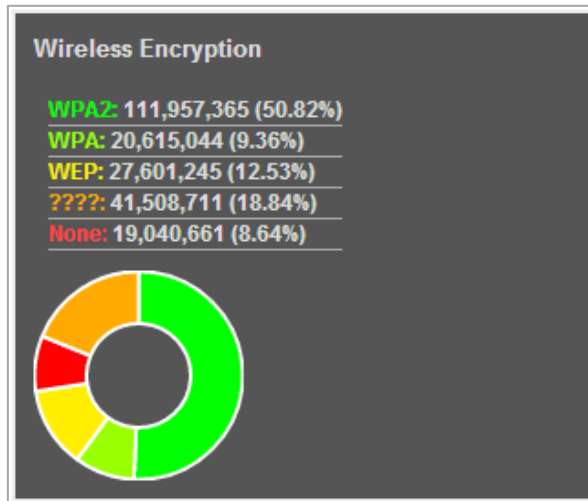 Wireless Encryption
WPA2: 111,957,365 (50.82%)
WPA: 20,615,044 (9.36%)
WEP: 27,601,245 (12.53%)
????: 41,508,711 (18.84%)
None: 19,040,661 (8.64%)